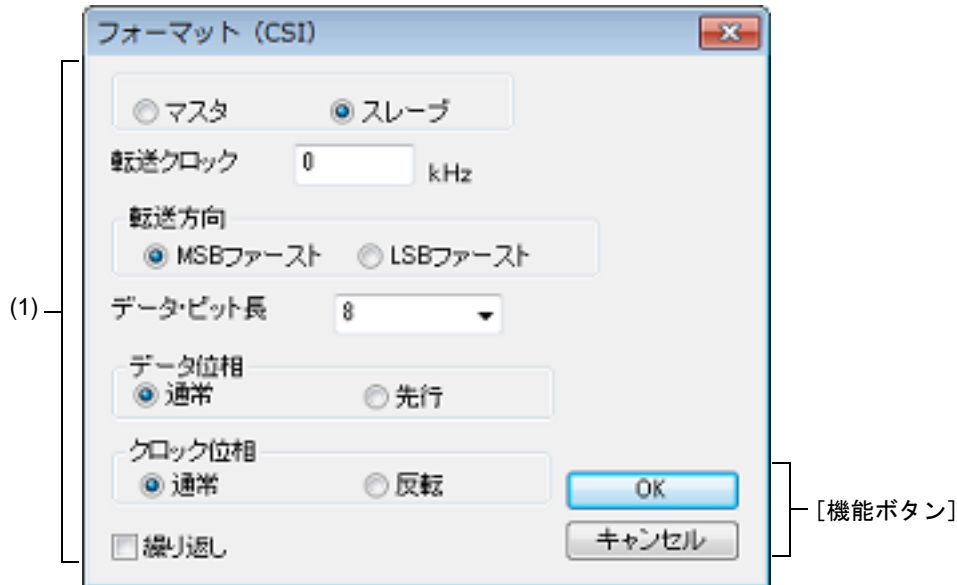 フォーマット (CSI)
マスタ スレーブ
転送クロック 0 kHz
転送方向
MSBファースト LSBファースト
(1)
データ・ビット長 8
データ位相
通常 先行
クロック位相
通常 反転
OK
[機能ボタン]
繰り返し キャンセル